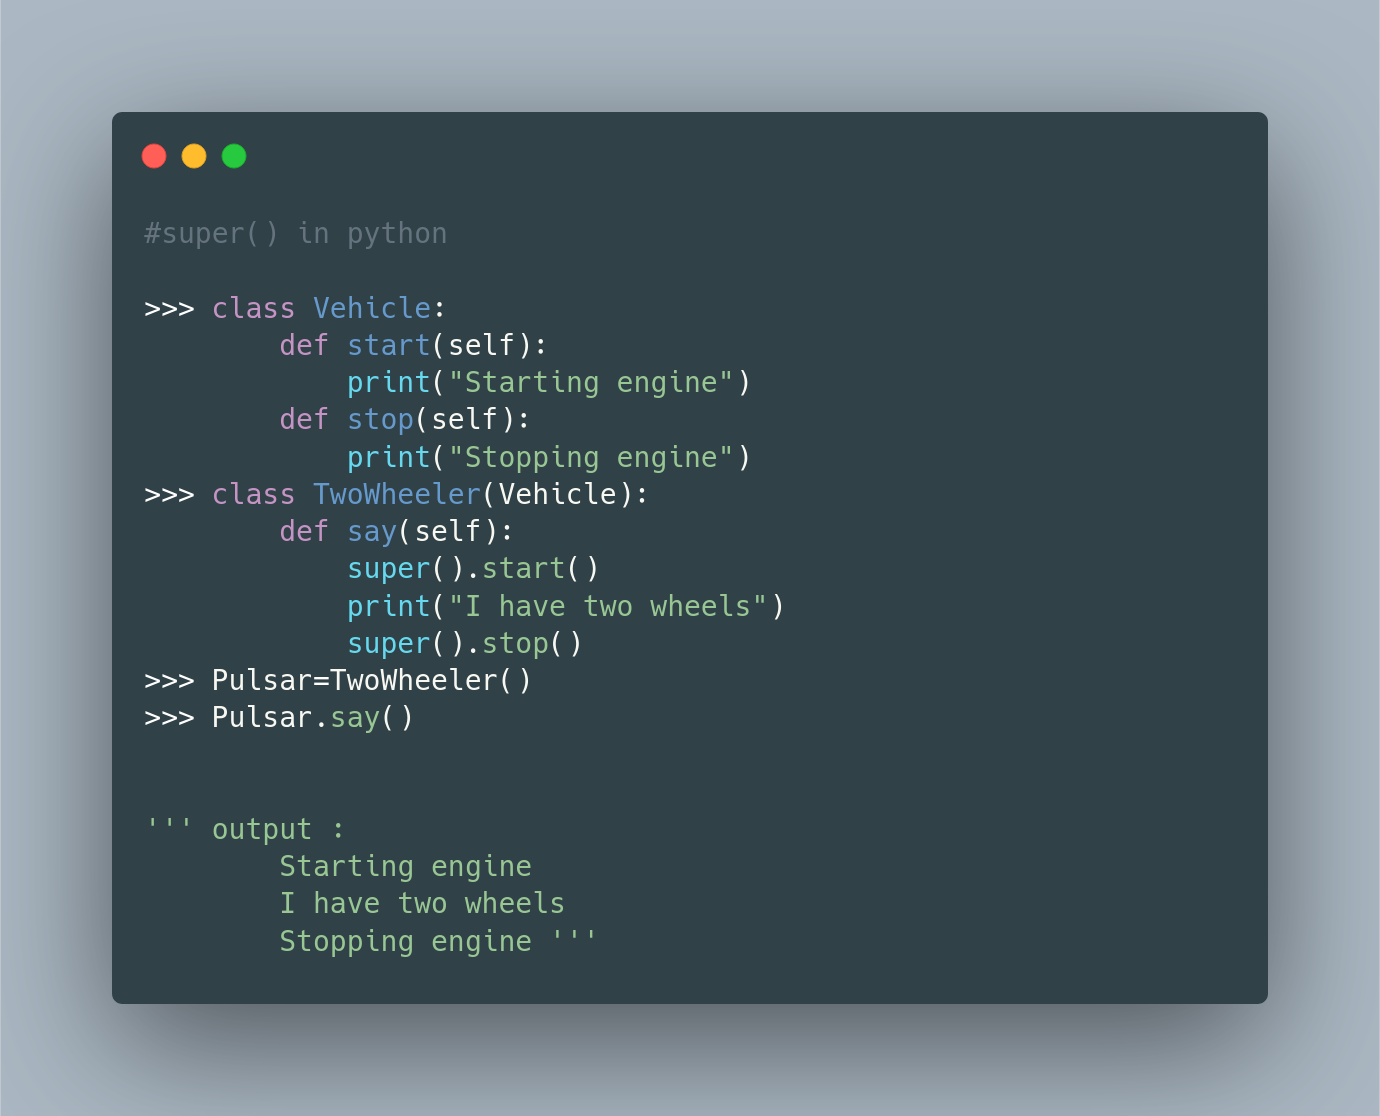 #super() in python
>>> class Vehicle:
        def start(self):
            print("Starting engine")
        def stop(self):
            print("Stopping engine")
>>> class TwoWheeler(Vehicle):
        def say(self):
            super().start()
            print("I have two wheels")
            super().stop()
>>> Pulsar=TwoWheeler()
>>> Pulsar.say()
''' output :
        Starting engine
        I have two wheels
        Stopping engine '''